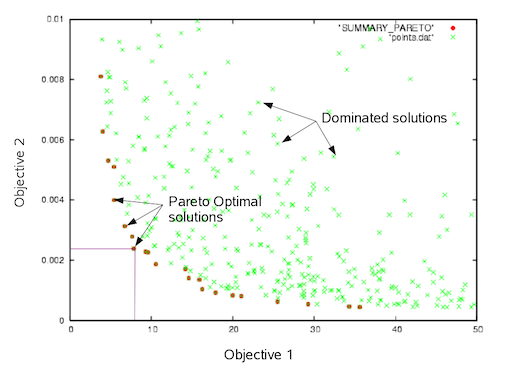 0.01
"SUMMARY_PARETO"
"points.dat"
0.008
Dominated solutions
0.006
Objective 2
0.004
Pareto Optimal
solutions
0.002
0
0 10 20 30 40 50
Objective 1